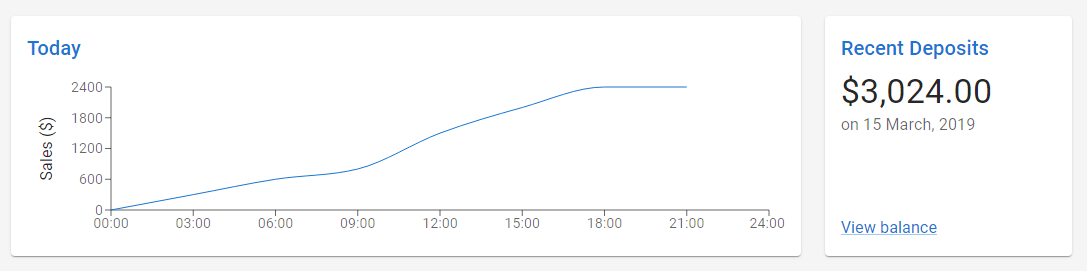 Today
Sales ($)
2400
1800
1200
600
0
00:00 03:00 06:00 09:00 12:00 15:00 18:00 21:00 24:00
Recent Deposits
$3,024.00
on 15 March, 2019
View balance